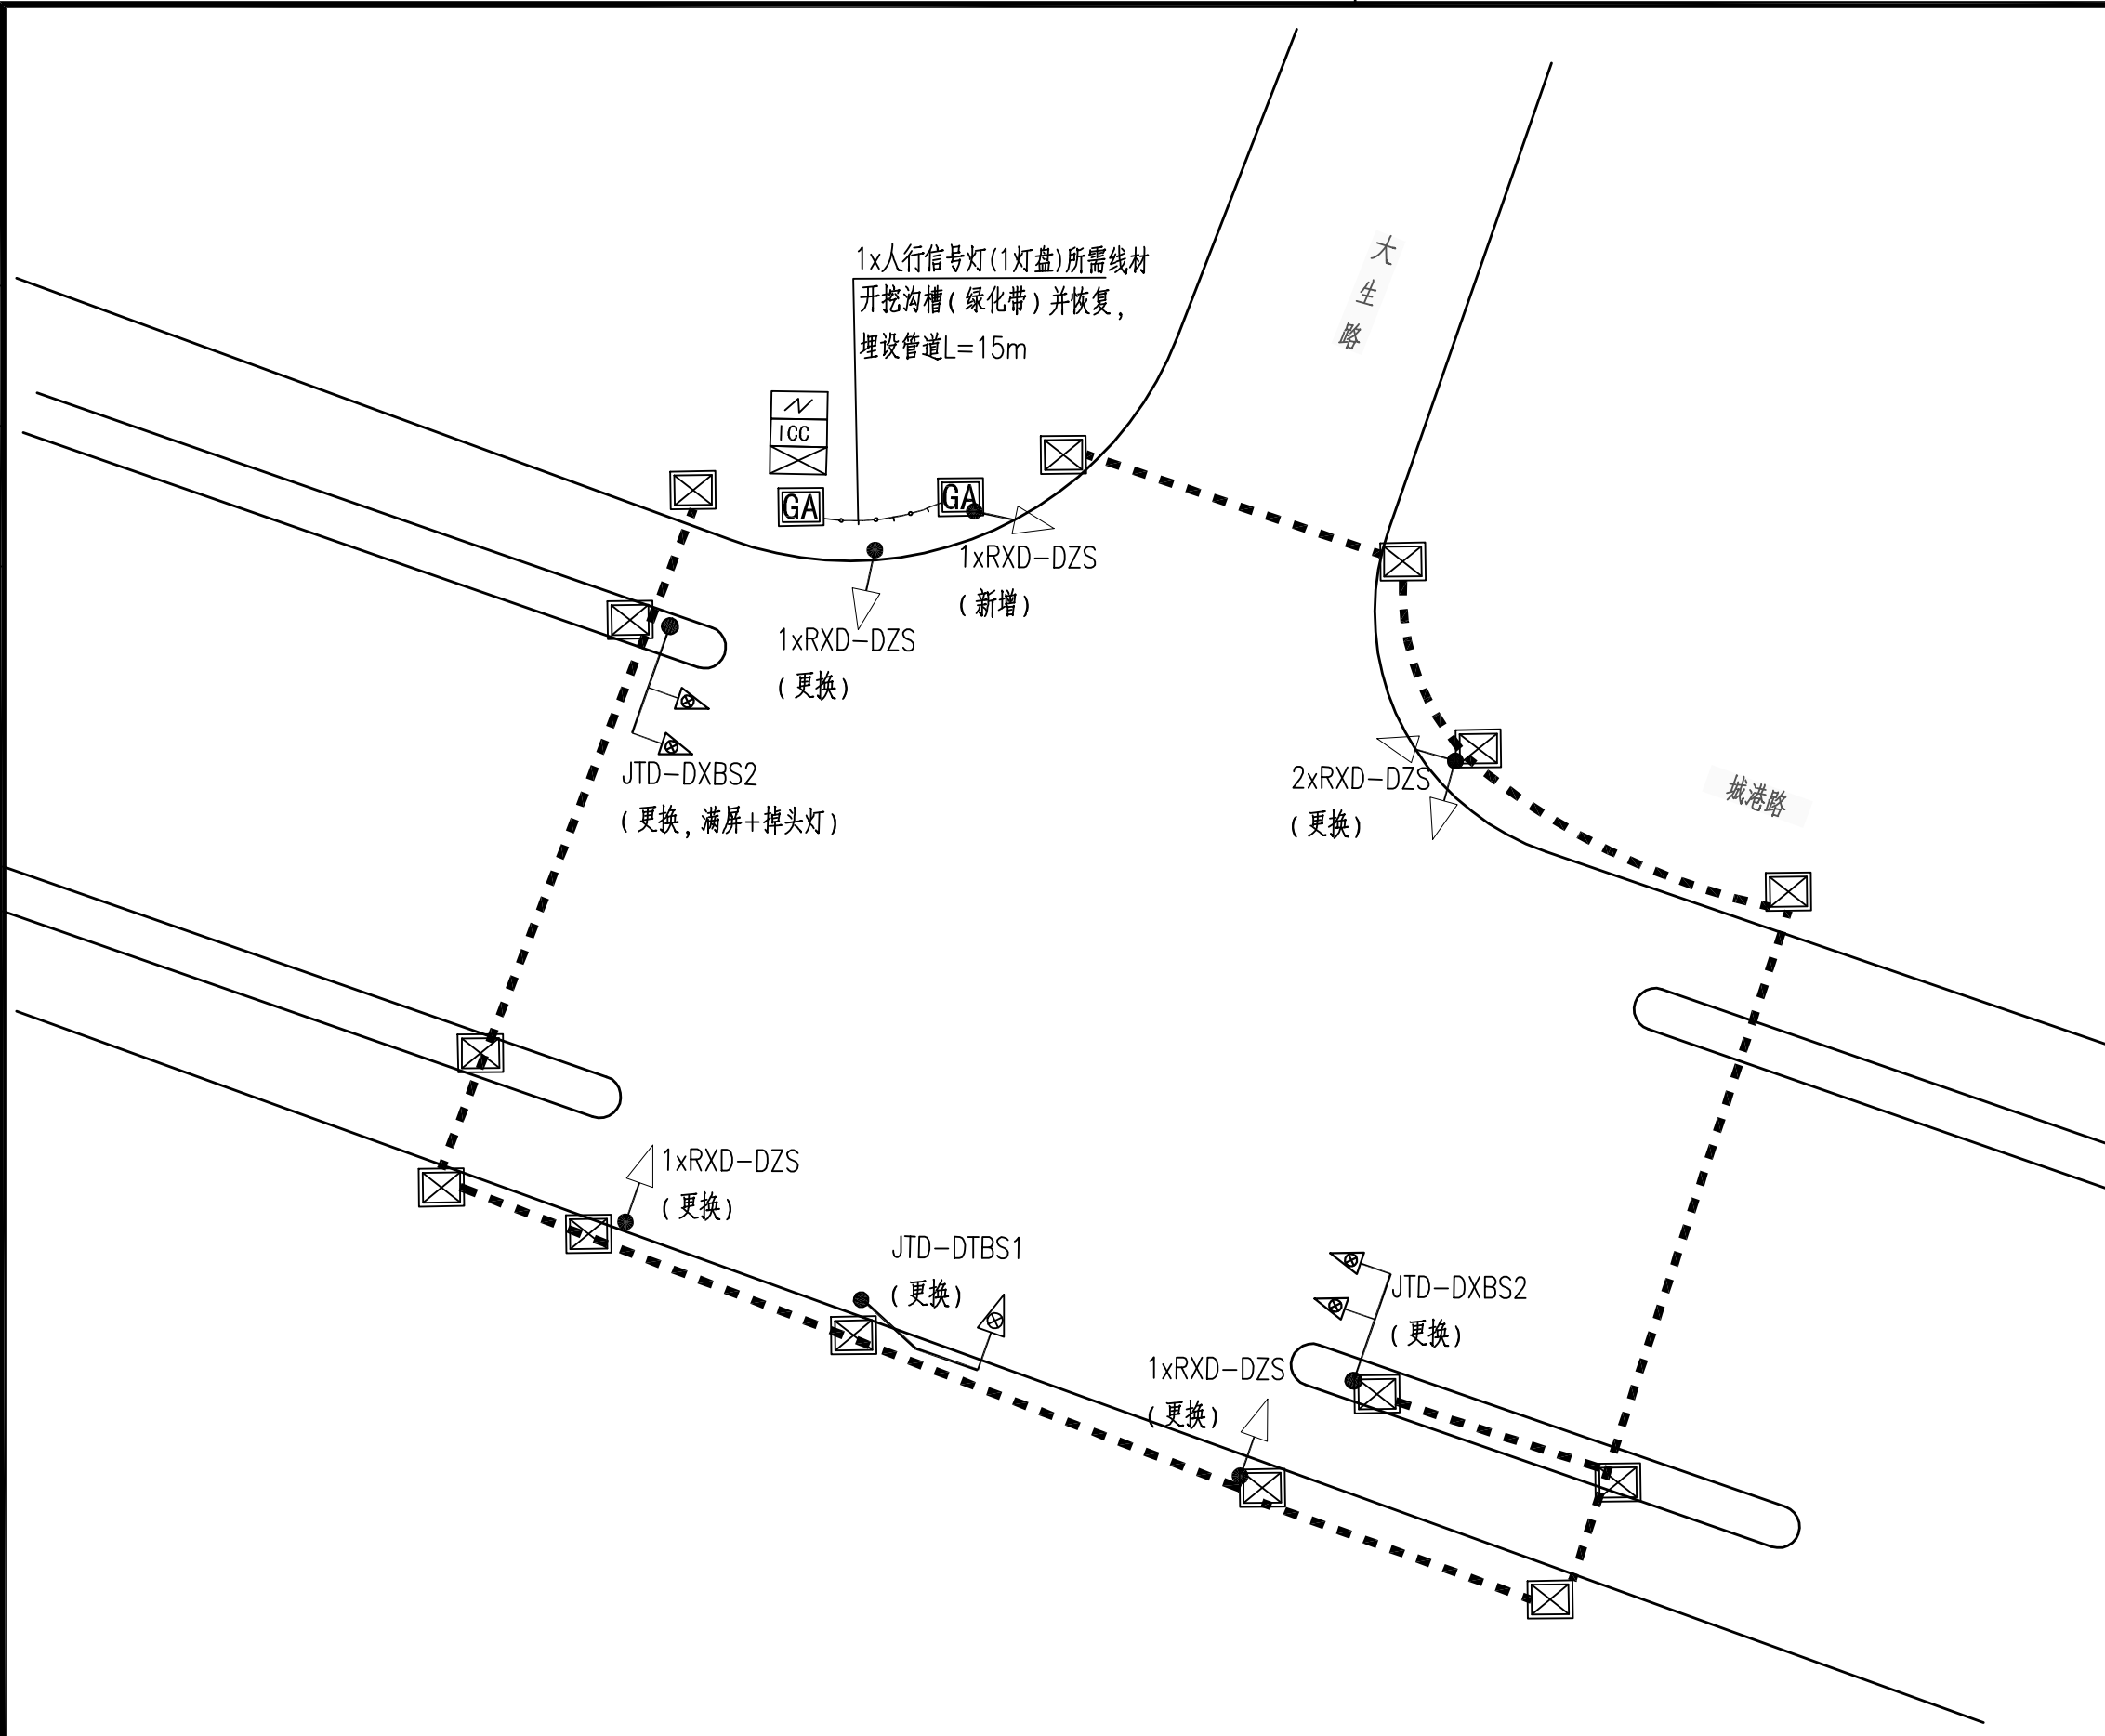 1x人行信号灯(1灯盘)所需线材
开挖沟槽(绿化带)并恢复,
埋设管道L=15m
大
生
路
ICC
GA
GA
1xRXD-DZS
(新增)
1xRXD-DZS
(更换)
JTD-DXBS2
(更换,满屏+掉头灯)
2xRXD-DZS
(更换)
城港路
1xRXD-DZS
(更换)
JTD-DTBS1
(更换)
JTD-DXBS2
(更换)
1xRXD-DZS
(更换)